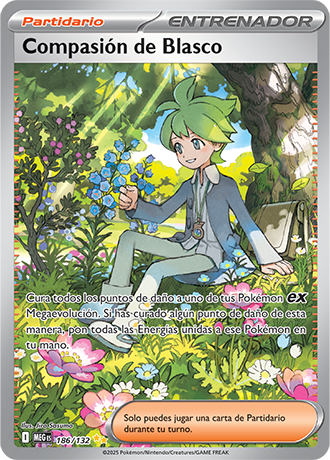 Partidario
ENTRENADOR
Compasión de Blasco
Cura todos los puntos de daño a uno de tus Pokémon ex
Megaevolución. Si has curado algún punto de daño de esta
manera, pon todas las Energías unidas a ese Pokémon en
tu mano.
Ilus. Jiro Sasumo
I MEG ES 186/132
Solo puedes jugar una carta de Partidario
durante tu turno.
©2025 Pokémon/Nintendo/Creatures/GAME FREAK